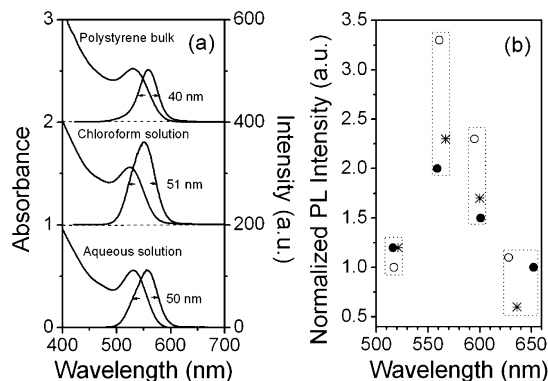 (a)
Polystyrene bulk
40 nm
Chloroform solution
51 nm
Aqueous solution
50 nm
Absorbance
3
2
1
0
Intensity (a.u.)
600
400
200
0
400 500 600 700
Wavelength (nm)
(b)
Normalized PL Intensity (a.u.)
3.5
3.0
2.5
2.0
1.5
1.0
0.5
500 550 600 650
Wavelength (nm)